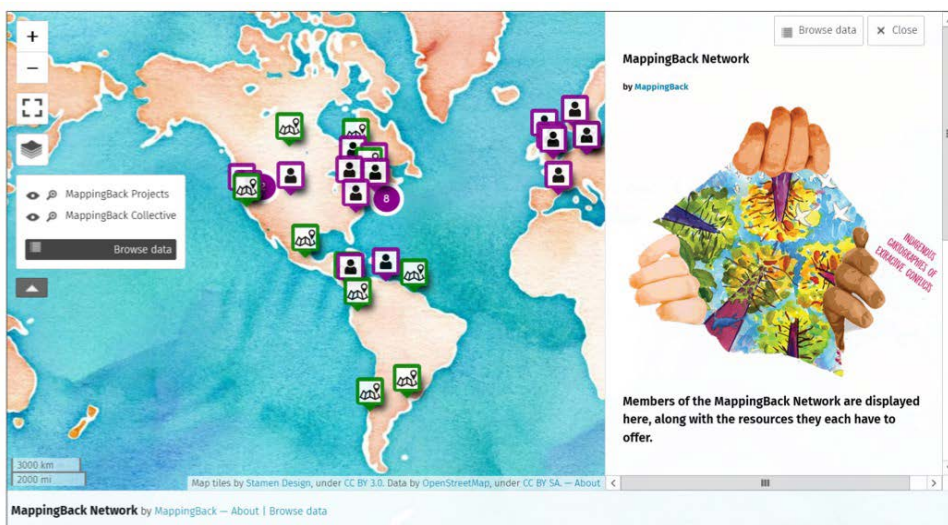 +
−
MappingBack Projects
MappingBack Collective
Browse data
8
3000 km
2000 mi
Map tiles by Stamen Design, under CC BY 3.0. Data by OpenStreetMap, under CC BY SA. — About
Browse data
× Close
MappingBack Network
by MappingBack
INDIGENOUS
CARTOGRAPHIES OF
EXTRACTIVE CONFLICTS
Members of the MappingBack Network are displayed
here, along with the resources they each have to
offer.
MappingBack Network by MappingBack — About | Browse data